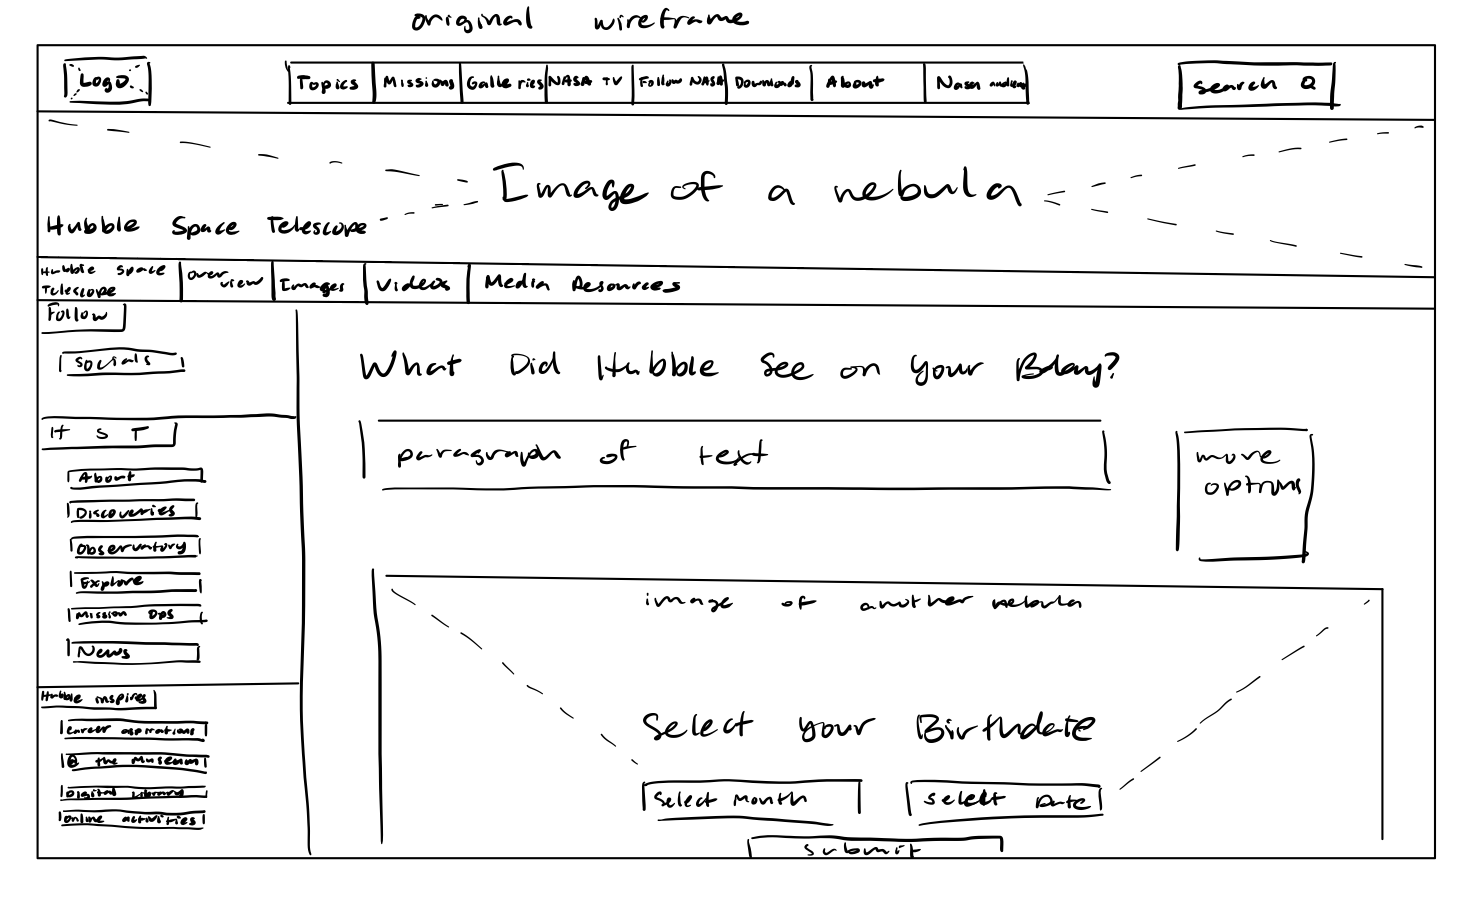 original wireframe
Logo Topics Missions Galleries NASA TV Follow NASA Downloads About Nasa search Q
Image of a nebula
Hubble Space Telescope
Hubble Space Telescope overview Images Videos Media Resources
Follow
Socials
What Did Hubble See on Your Bday?
H S T
paragraph of text
more options
About
Discoveries
Observatory
Explore
Mission Ops
News
image of another nebula
Hubble inspires
career aspirations
@ the Museum
Digital Library
online activities
Select your Birthdate
Select Month
select Date
submit